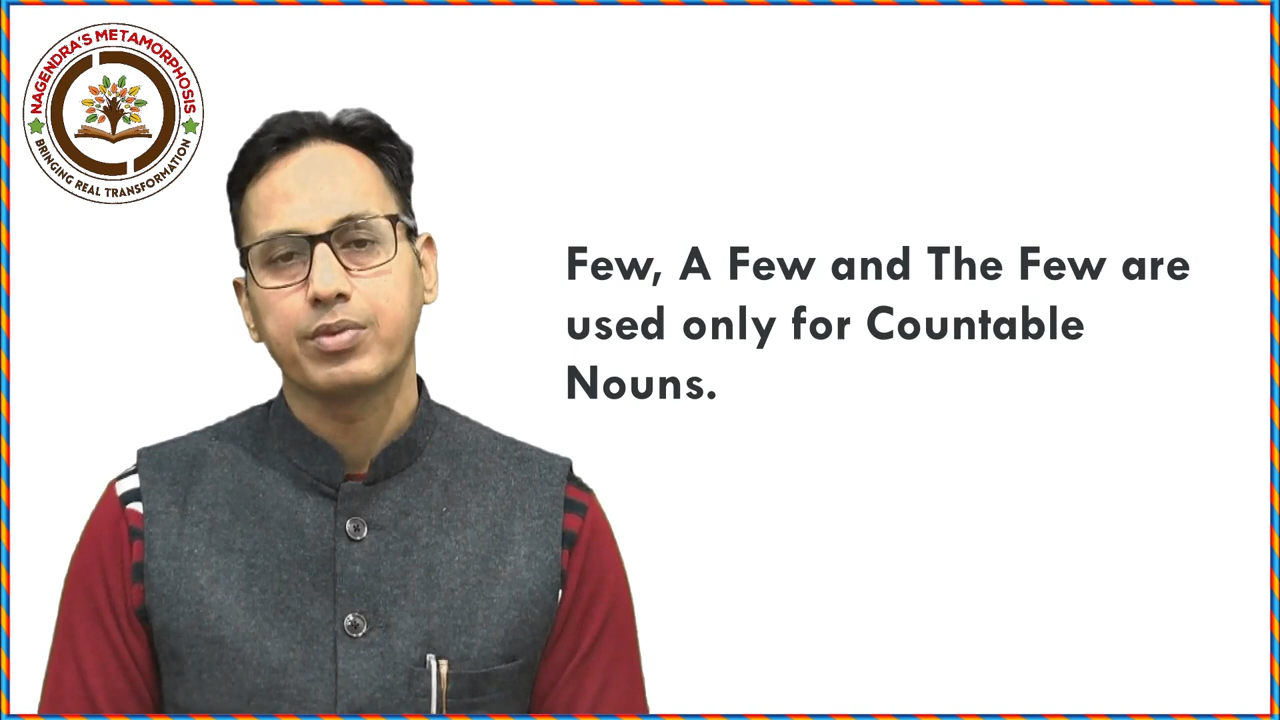 NAGENDRA'S METAMORPHOSIS
BRINGING REAL TRANSFORMATION
Few, A Few and The Few are
used only for Countable
Nouns.